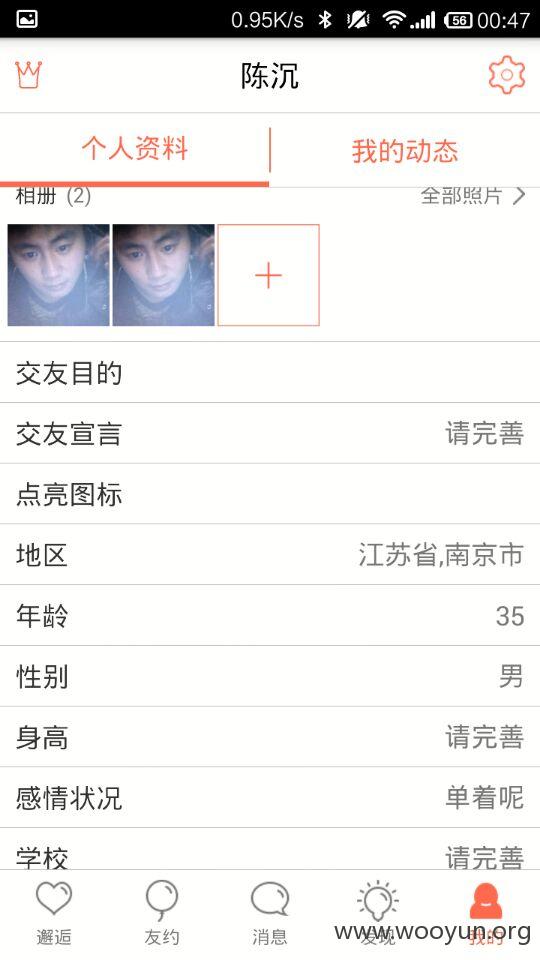 0.95K/s 56 00:47
陈沉
个人资料 我的动态
相册 (2) 全部照片
交友目的
交友宣言 请完善
点亮图标
地区 江苏省,南京市
年龄 35
性别 男
身高 请完善
感情状况 单着呢
学校 请完善
邂逅 友约 消息 发现 我的
www.wooyun.org